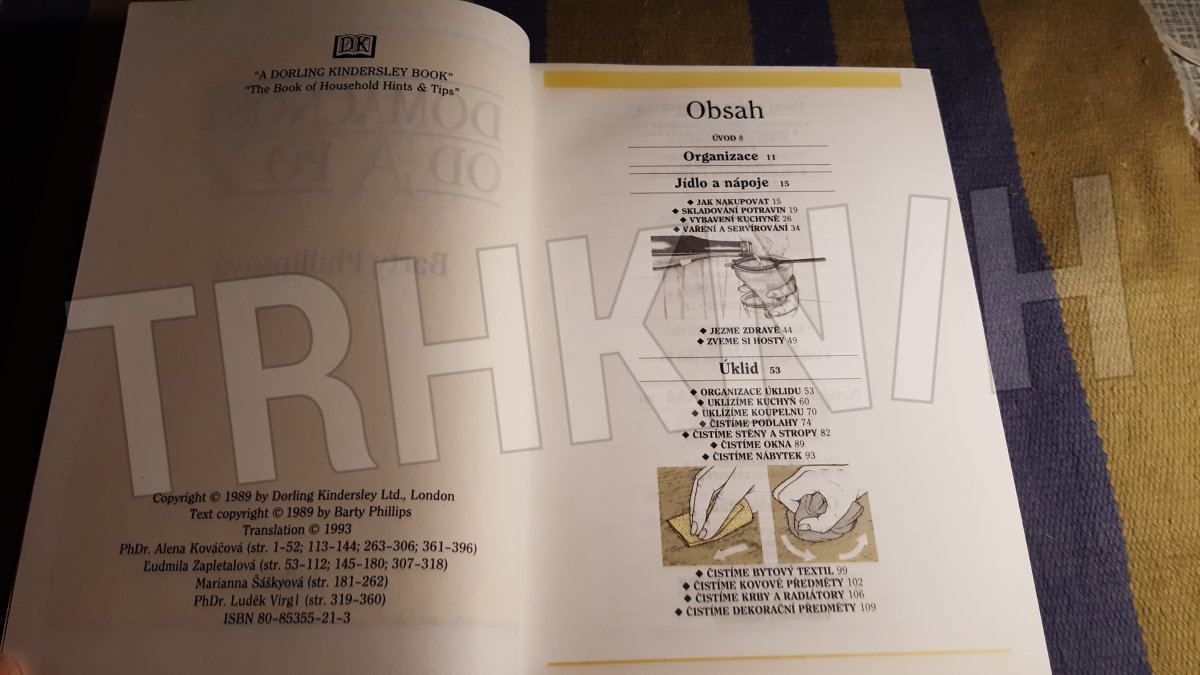 DK
"A DORLING KINDERSLEY BOOK"
"The Book of Household Hints & Tips"
Copyright © 1989 by Dorling Kindersley Ltd., London
Text copyright © 1989 by Barty Phillips
Translation © 1993
PhDr. Alena Kováčová (str. 1–52; 113–144; 263–306; 361–396)
Ľudmila Zapletalová (str. 53–112; 145–180; 307–318)
Marianna Šáškyová (str. 181–262)
PhDr. Luděk Virgl (str. 319–360)
ISBN 80–85355–21–3
Obsah
ÚVOD 8
Organizace 11
Jídlo a nápoje 15
◆ JAK NAKUPOVAT 15
◆ SKLADOVÁNÍ POTRAVIN 19
◆ VYBAVENÍ KUCHYNĚ 26
◆ VAŘENÍ A SERVÍROVÁNÍ 34
◆ JEZME ZDRAVĚ 44
◆ ZVEME SI HOSTY 49
Úklid 53
◆ ORGANIZACE ÚKLIDU 53
◆ UKLÍZÍME KUCHYŇ 60
◆ UKLÍZÍME KOUPELNU 70
◆ ČISTÍME PODLAHY 74
◆ ČISTÍME STĚNY A STROPY 82
◆ ČISTÍME OKNA 89
◆ ČISTÍME NÁBYTEK 93
◆ ČISTÍME BYTOVÝ TEXTIL 99
◆ ČISTÍME KOVOVÉ PŘEDMĚTY 102
◆ ČISTÍME KRBY A RADIÁTORY 106
◆ ČISTÍME DEKORAČNÍ PŘEDMĚTY 109
TRHKNIH